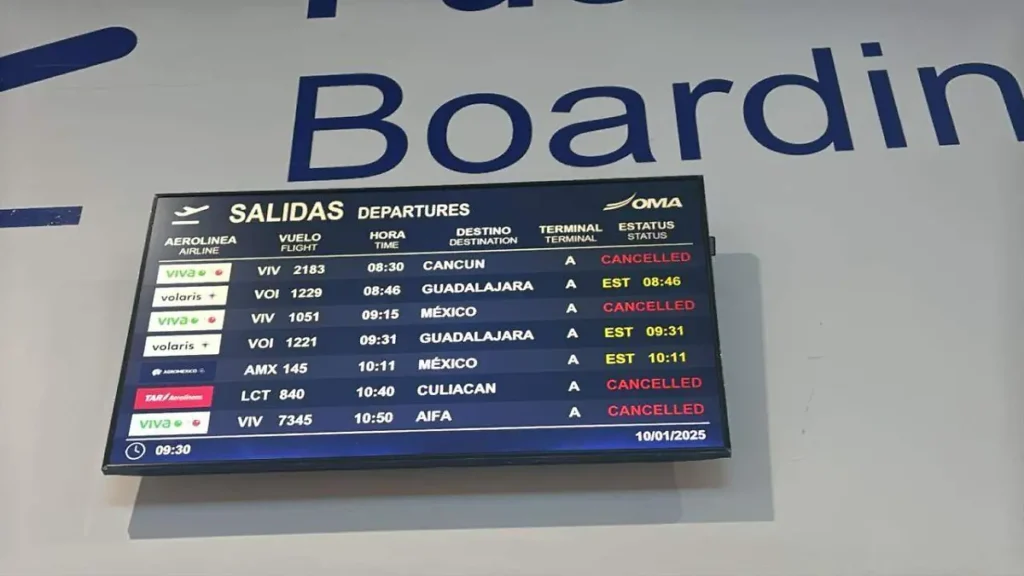 Boardin
SALIDAS DEPARTURES OMA
AEROLINEA VUELO HORA DESTINO TERMINAL ESTATUS
AIRLINE FLIGHT TIME DESTINATION TERMINAL STATUS
viva VIV 2183 08:30 CANCUN A CANCELLED
volaris VOI 1229 08:46 GUADALAJARA A EST 08:46
viva VIV 1051 09:15 MÉXICO A CANCELLED
volaris VOI 1221 09:31 GUADALAJARA A EST 09:31
AEROMEXICO AMX 145 10:11 MÉXICO A EST 10:11
TAR Aerolineas LCT 840 10:40 CULIACAN A CANCELLED
viva VIV 7345 10:50 AIFA A CANCELLED
09:30 10/01/2025